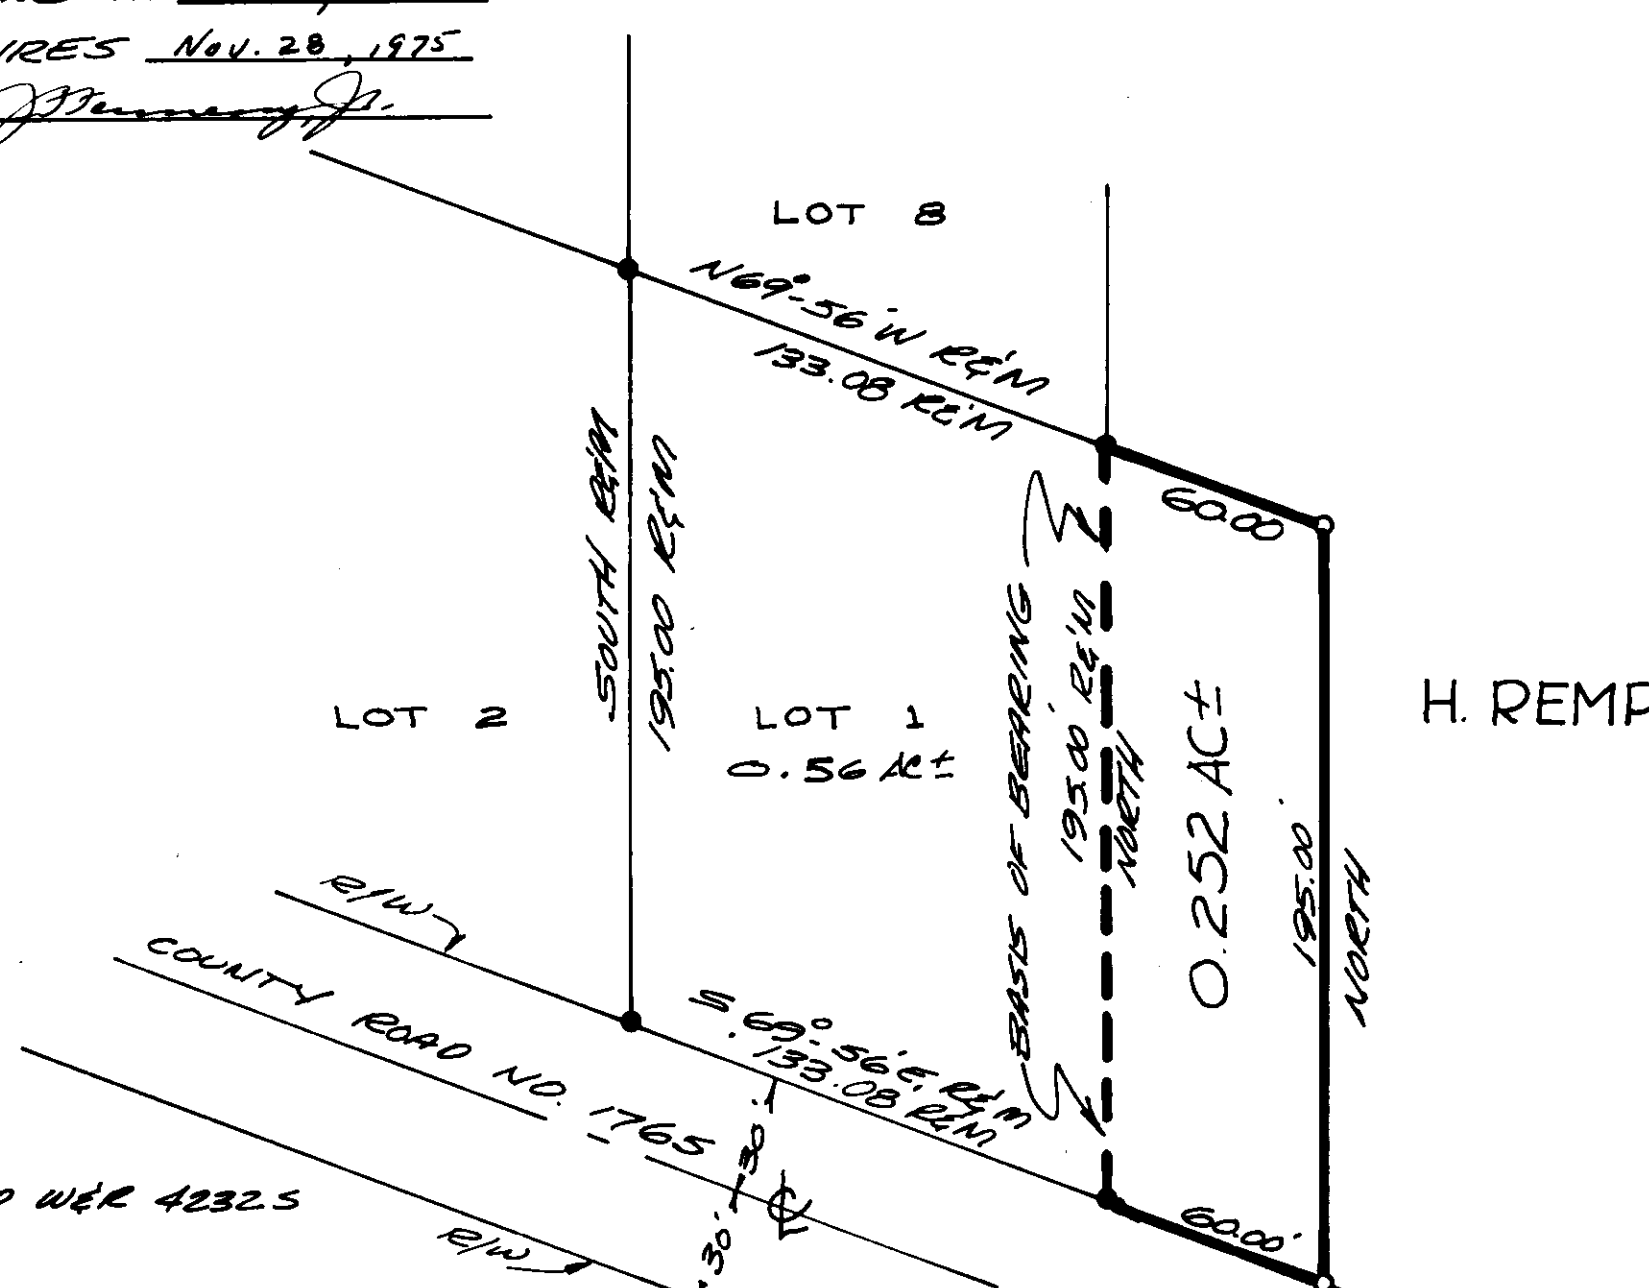 IRES Nov. 28, 1975
LOT 8
N69°-56'W R&M
133.08 R&M
60.00
SOUTH R&M
195.00 R&M
BASIS OF BEARING
195.00' R&M
NORTH
0.252 AC±
195.00
NORTH
LOT 2
LOT 1
0.56 AC±
H. REMP
R/W
COUNTY ROAD NO. 1765
S.69°-56'E, R&M
133.08 R&M
30'
30'
℄
60.00'
W&R 4232.5
R/W